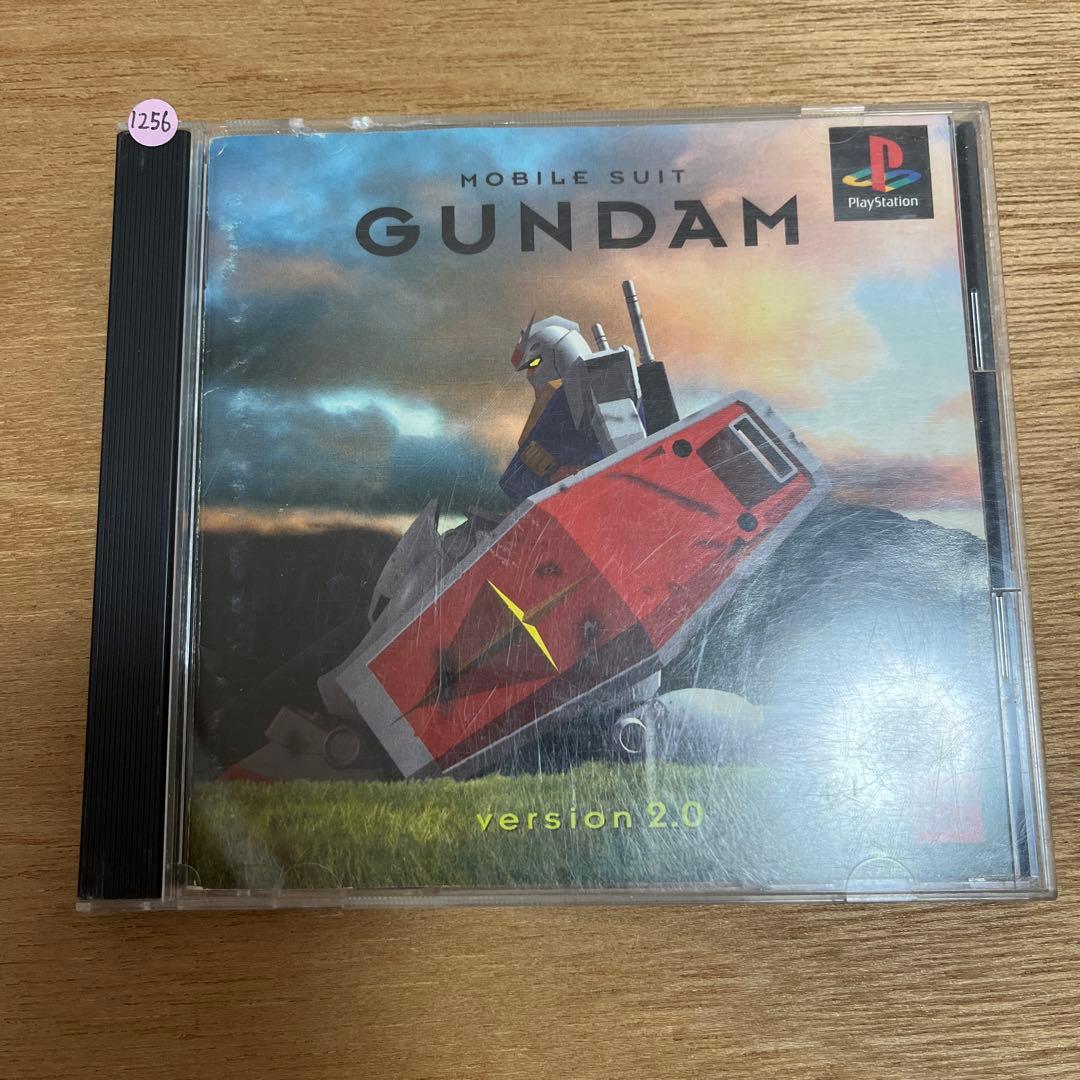 1256
MOBILE SUIT
GUNDAM
PlayStation
version 2.0